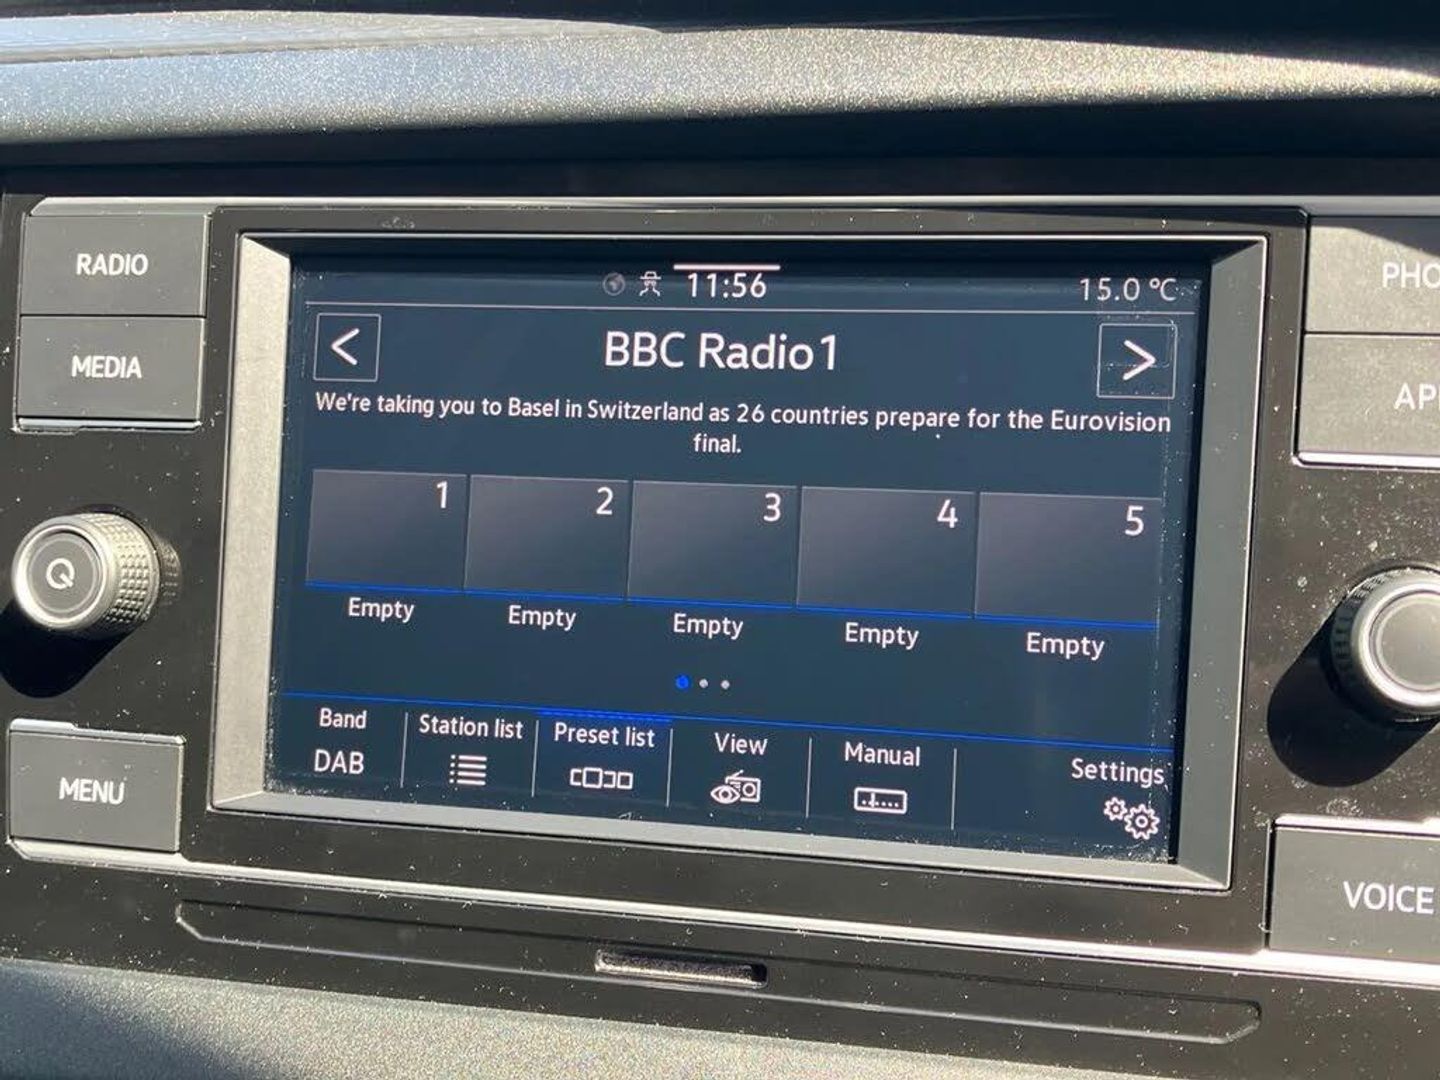 RADIO
MEDIA
MENU
11:56
15.0 °C
BBC Radio1
We're taking you to Basel in Switzerland as 26 countries prepare for the Eurovision
final.
1 2 3 4 5
Empty Empty Empty Empty Empty
Band Station list Preset list View Manual Settings
DAB
PHO
AP
VOICE